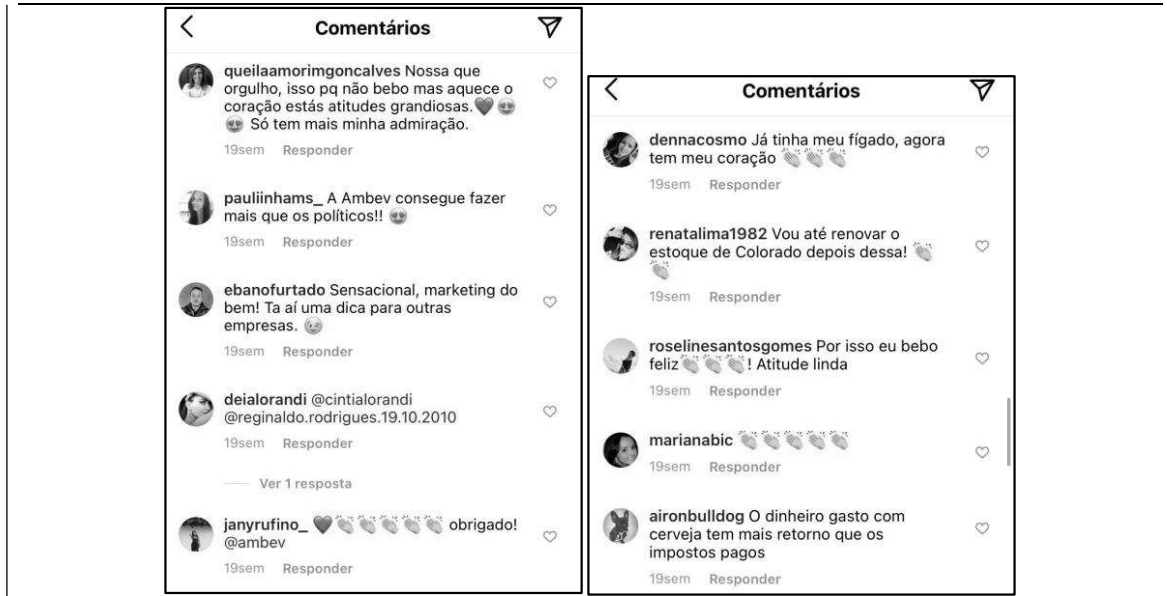 Comentários
queilaamorimgoncalves Nossa que
orgulho, isso pq não bebo mas aquece o
coração estás atitudes grandiosas.🖤😍
😍 Só tem mais minha admiração.
19sem Responder
pauliinhams_ A Ambev consegue fazer
mais que os políticos!! 😍
19sem Responder
ebanofurtado Sensacional, marketing do
bem! Ta aí uma dica para outras
empresas. 😉
19sem Responder
deialorandi @cintialorandi
@reginaldo.rodrigues.19.10.2010
19sem Responder
Ver 1 resposta
janyrufino_ 🖤👏👏👏👏👏 obrigado!
@ambev
19sem Responder
Comentários
dennacosmo Já tinha meu fígado, agora
tem meu coração 👏👏👏
19sem Responder
renatalima1982 Vou até renovar o
estoque de Colorado depois dessa! 👏
👏
19sem Responder
roselinesantosgomes Por isso eu bebo
feliz👏👏👏! Atitude linda
19sem Responder
marianabic 👏👏👏👏👏
19sem Responder
aironbulldog O dinheiro gasto com
cerveja tem mais retorno que os
impostos pagos
19sem Responder